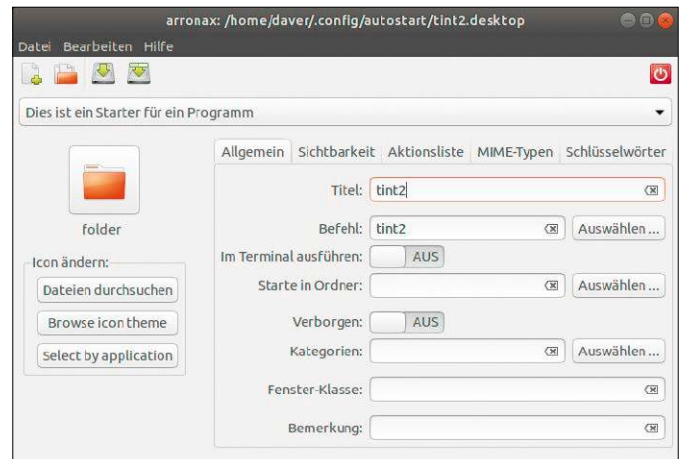 arronax: /home/daver/.config/autostart/tint2.desktop
Datei Bearbeiten Hilfe
Dies ist ein Starter für ein Programm
folder
Icon ändern:
Dateien durchsuchen
Browse icon theme
Select by application
Allgemein Sichtbarkeit Aktionsliste MIME-Typen Schlüsselwörter
Titel: tint2
Befehl: tint2 Auswählen ...
Im Terminal ausführen: AUS
Starte in Ordner: Auswählen ...
Verborgen: AUS
Kategorien: Auswählen ...
Fenster-Klasse:
Bemerkung: